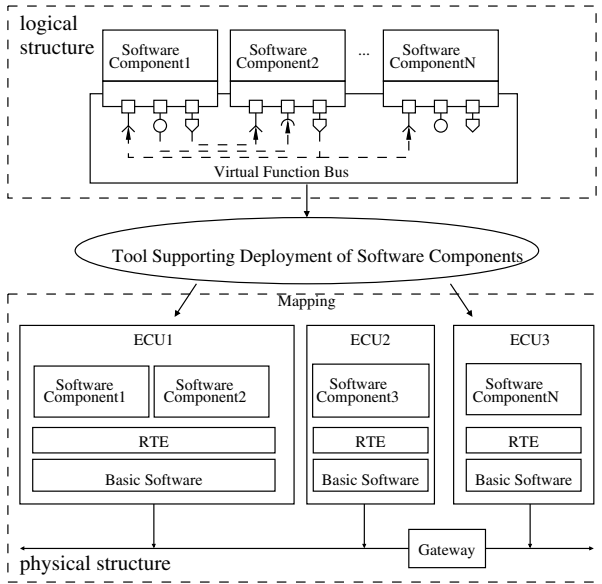 logical
structure
Software
Component1
Software
Component2
...
Software
ComponentN
Virtual Function Bus
Tool Supporting Deployment of Software Components
Mapping
ECU1
ECU2
ECU3
Software
Component1
Software
Component2
Software
Component3
Software
ComponentN
RTE
RTE
RTE
Basic Software
Basic Software
Basic Software
Gateway
physical structure